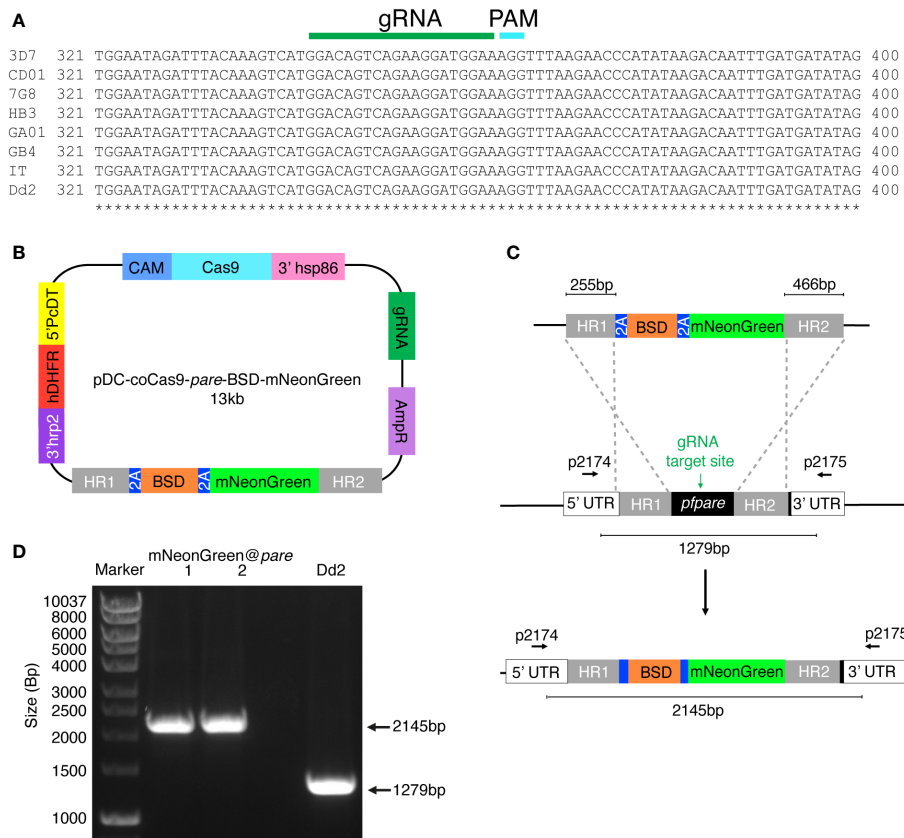 A
gRNA PAM
3D7 321 TGGAATAGATTTACAAAGTCATGGACAGTCAGAAGGATGGAAAGGTTTAAGAACCCATATAAGACAATTTGATGATATAG 400
CD01 321 TGGAATAGATTTACAAAGTCATGGACAGTCAGAAGGATGGAAAGGTTTAAGAACCCATATAAGACAATTTGATGATATAG 400
7G8 321 TGGAATAGATTTACAAAGTCATGGACAGTCAGAAGGATGGAAAGGTTTAAGAACCCATATAAGACAATTTGATGATATAG 400
HB3 321 TGGAATAGATTTACAAAGTCATGGACAGTCAGAAGGATGGAAAGGTTTAAGAACCCATATAAGACAATTTGATGATATAG 400
GA01 321 TGGAATAGATTTACAAAGTCATGGACAGTCAGAAGGATGGAAAGGTTTAAGAACCCATATAAGACAATTTGATGATATAG 400
GB4 321 TGGAATAGATTTACAAAGTCATGGACAGTCAGAAGGATGGAAAGGTTTAAGAACCCATATAAGACAATTTGATGATATAG 400
IT 321 TGGAATAGATTTACAAAGTCATGGACAGTCAGAAGGATGGAAAGGTTTAAGAACCCATATAAGACAATTTGATGATATAG 400
Dd2 321 TGGAATAGATTTACAAAGTCATGGACAGTCAGAAGGATGGAAAGGTTTAAGAACCCATATAAGACAATTTGATGATATAG 400
********************************************************************************
B
CAM Cas9 3' hsp86
5'PcDT
hDHFR
3'hrp2
gRNA
AmpR
pDC-coCas9-pare-BSD-mNeonGreen
13kb
HR1 2A BSD 2A mNeonGreen HR2
C
255bp 466bp
HR1 2A BSD 2A mNeonGreen HR2
gRNA
target site
p2174 p2175
5' UTR HR1 pfpare HR2 3' UTR
1279bp
p2174 p2175
5' UTR HR1 BSD mNeonGreen HR2 3' UTR
2145bp
D
mNeonGreen@pare
Marker 1 2 Dd2
Size (Bp)
10037
8000
6000
5000
4000
3000
2500
2000
1500
1000
2145bp
1279bp